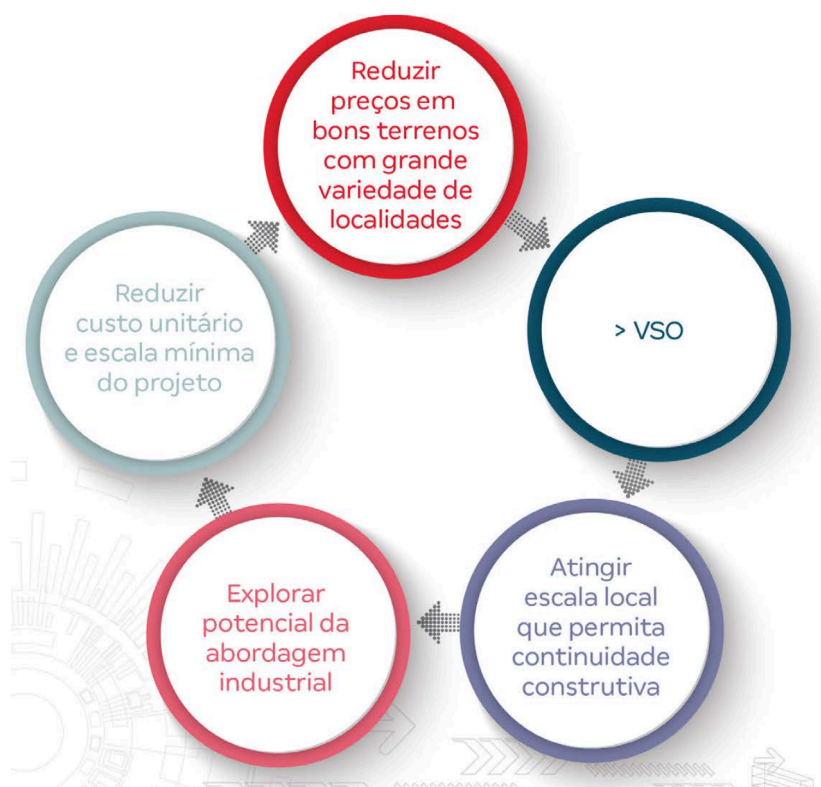 Reduzir
preços em
bons terrenos
com grande
variedade de
localidades
> VSO
Atingir
escala local
que permita
continuidade
construtiva
Explorar
potencial da
abordagem
industrial
Reduzir
custo unitário
e escala mínima
do projeto